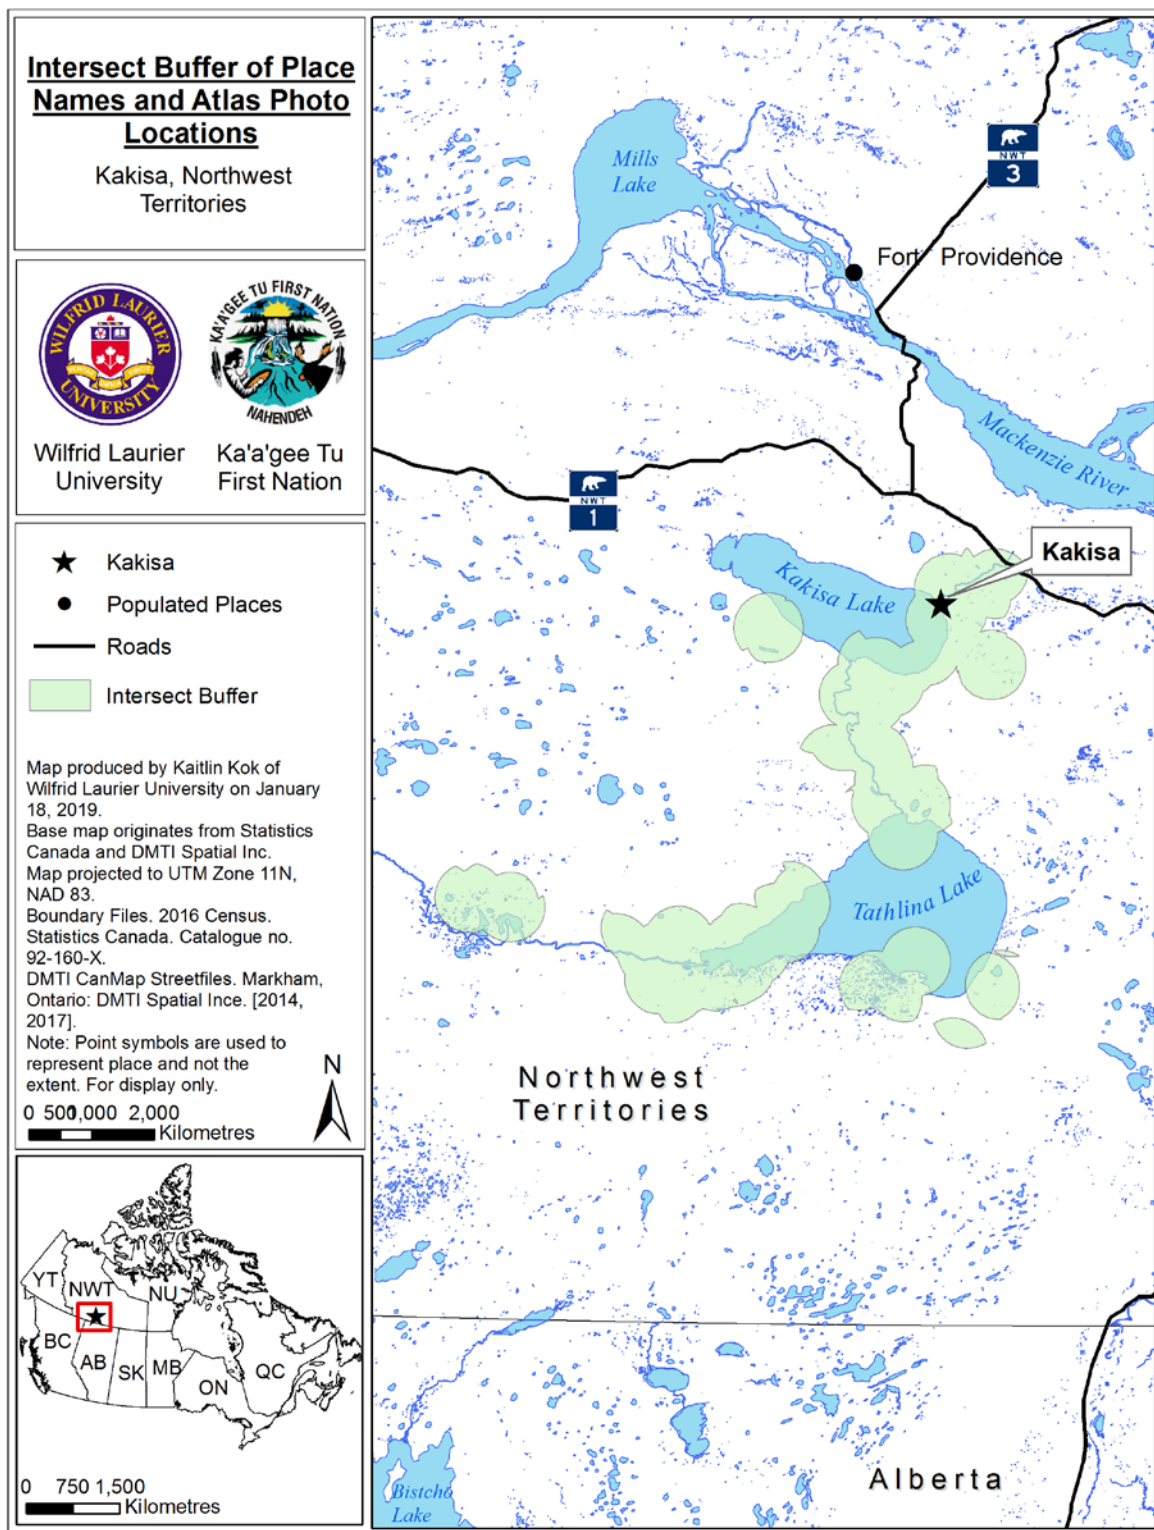 Intersect Buffer of Place
Names and Atlas Photo
Locations
Kakisa, Northwest
Territories
WILFRID LAURIER
UNIVERSITY
KA'A'GEE TU FIRST NATION
NAHENDEH
Wilfrid Laurier
University
Ka'a'gee Tu
First Nation
Kakisa
Populated Places
Roads
Intersect Buffer
Map produced by Kaitlin Kok of
Wilfrid Laurier University on January
18, 2019.
Base map originates from Statistics
Canada and DMTI Spatial Inc.
Map projected to UTM Zone 11N,
NAD 83.
Boundary Files. 2016 Census.
Statistics Canada. Catalogue no.
92-160-X.
DMTI CanMap Streetfiles. Markham,
Ontario: DMTI Spatial Ince. [2014,
2017].
Note: Point symbols are used to
represent place and not the
extent. For display only.
N
0 500 1,000 2,000
Kilometres
YT
NWT
NU
BC
AB
SK
MB
ON
QC
0 750 1,500
Kilometres
Mills
Lake
NWT
3
Fort Providence
Mackenzie River
NWT
1
Kakisa
Kakisa Lake
Tathlina Lake
Northwest
Territories
Alberta
Bistcho
Lake